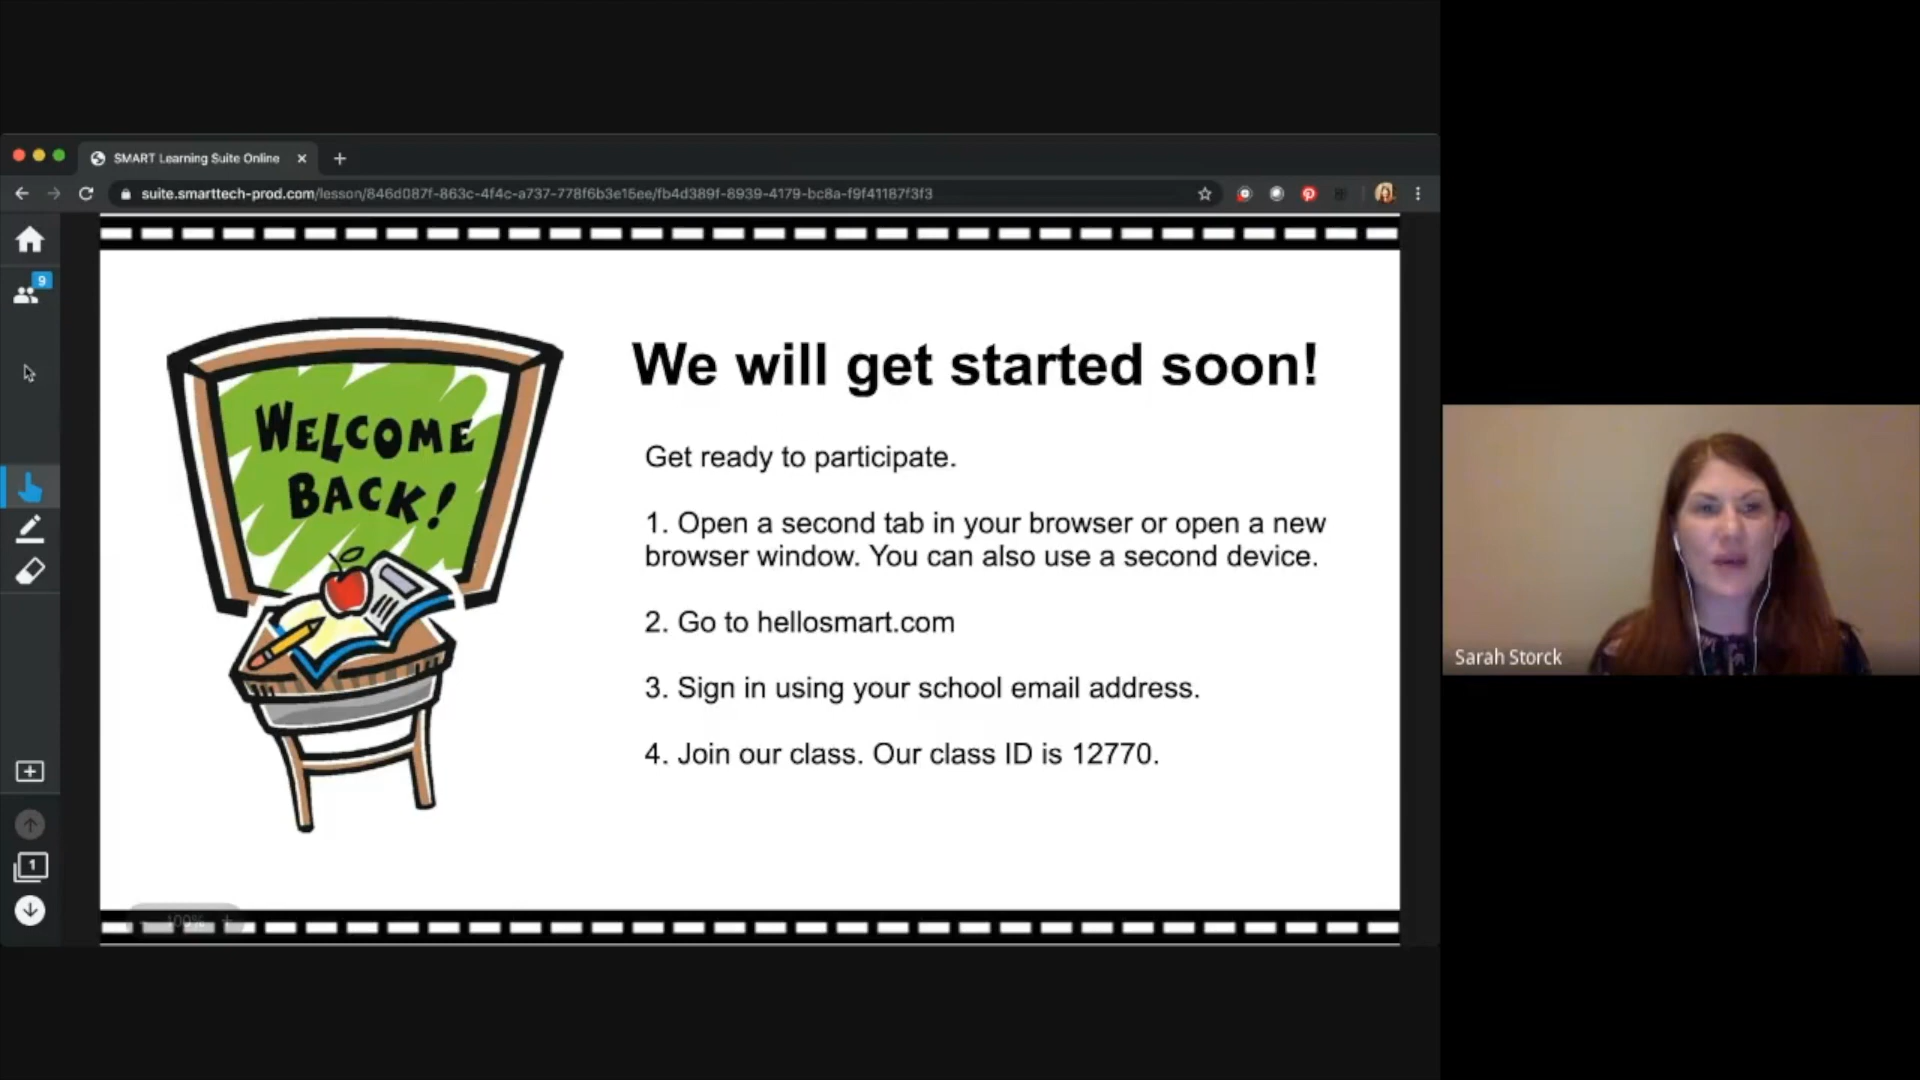 SMART Learning Suite Online
suite.smarttech-prod.com/lesson/846d087f-863c-4f4c-a737-778f6b3e15ee/fb4d389f-8939-4179-bc8a-f9f41187f3f3
9
WELCOME
BACK!
We will get started soon!
Get ready to participate.
1. Open a second tab in your browser or open a new
browser window. You can also use a second device.
2. Go to hellosmart.com
3. Sign in using your school email address.
4. Join our class. Our class ID is 12770.
Sarah Storck
1
100%